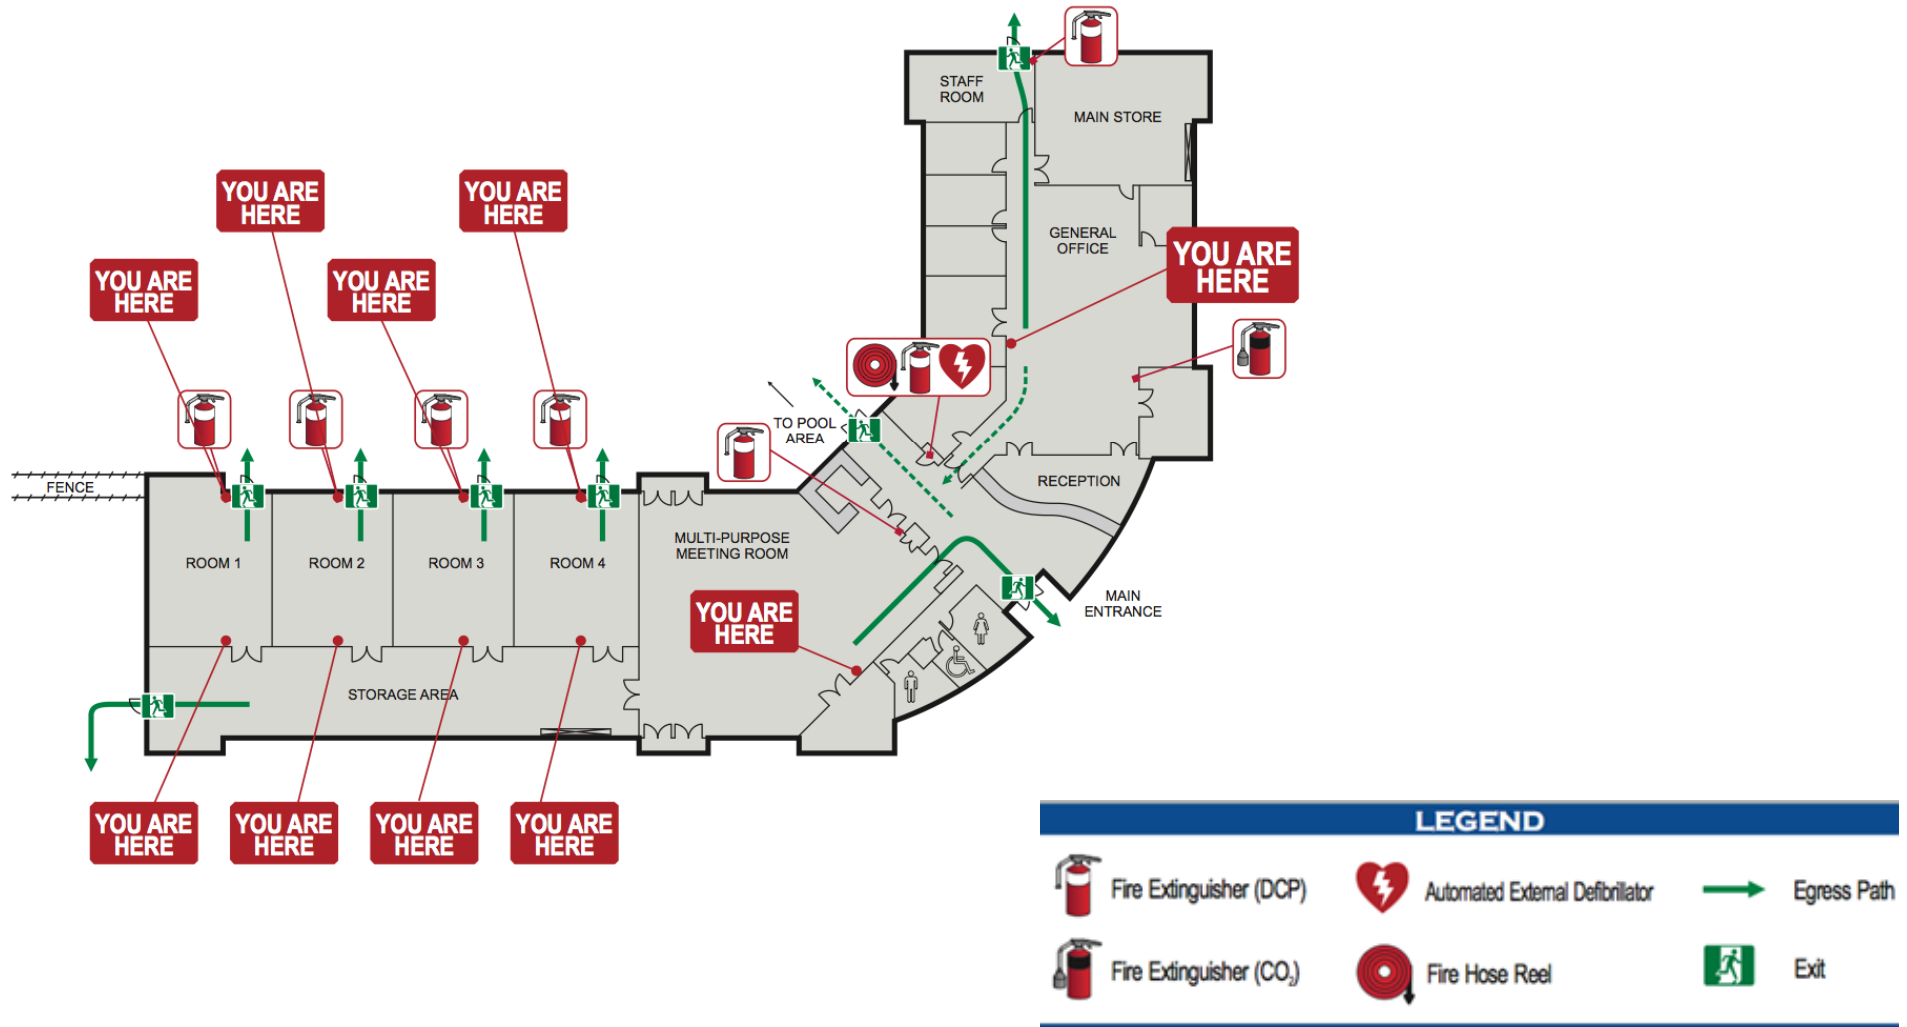 STAFF
ROOM
MAIN STORE
YOU ARE
HERE
YOU ARE
HERE
GENERAL
OFFICE
YOU ARE
HERE
YOU ARE
HERE
YOU ARE
HERE
TO POOL
AREA
RECEPTION
FENCE
MULTI-PURPOSE
MEETING ROOM
ROOM 1
ROOM 2
ROOM 3
ROOM 4
MAIN
ENTRANCE
YOU ARE
HERE
STORAGE AREA
YOU ARE
HERE
YOU ARE
HERE
YOU ARE
HERE
YOU ARE
HERE
LEGEND
Fire Extinguisher (DCP)
Automated External Defibrillator
Egress Path
Fire Extinguisher (CO₂)
Fire Hose Reel
Exit